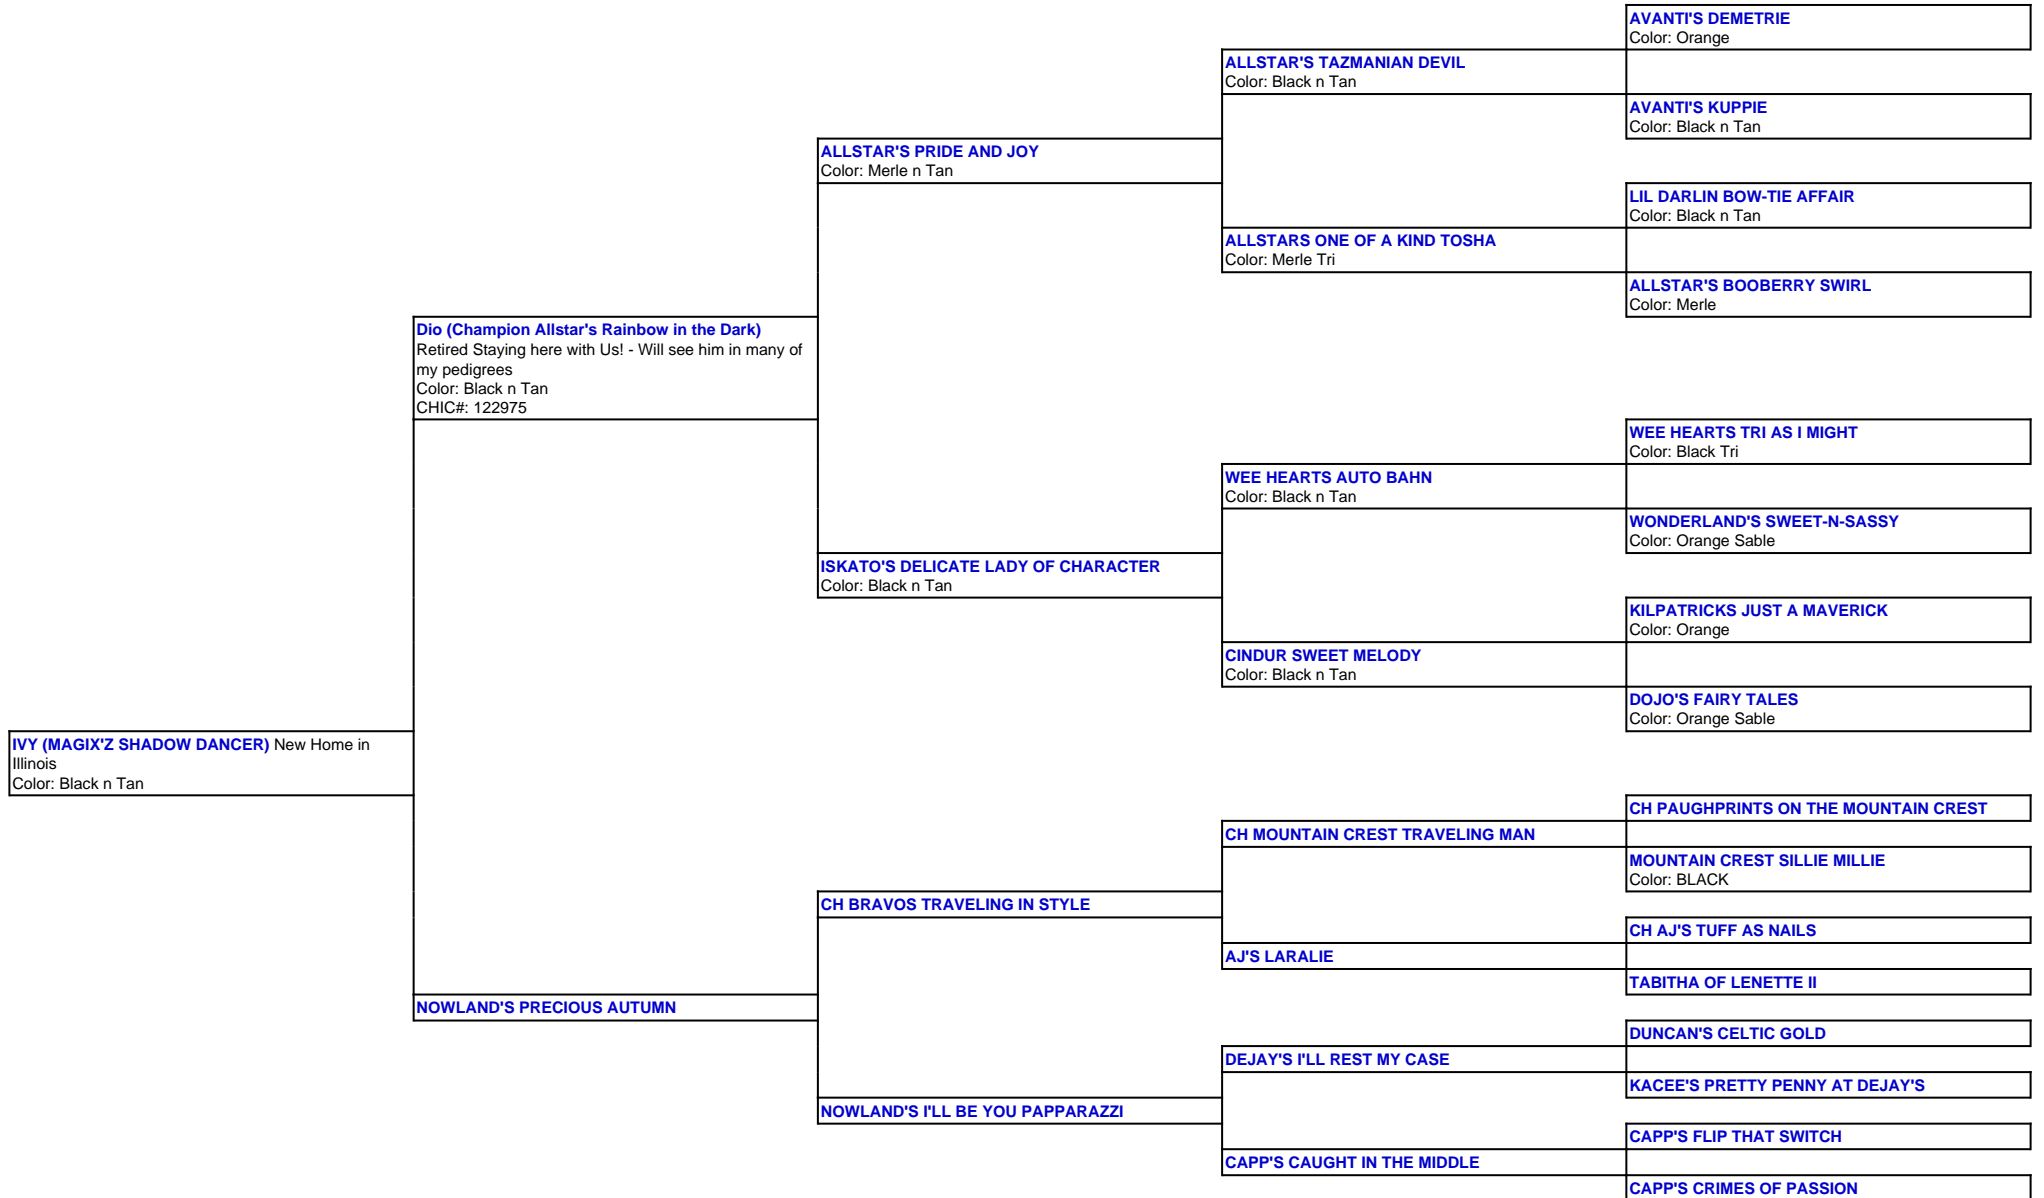 AVANTI'S DEMETRIE
Color: Orange
ALLSTAR'S TAZMANIAN DEVIL
Color: Black n Tan
AVANTI'S KUPPIE
Color: Black n Tan
ALLSTAR'S PRIDE AND JOY
Color: Merle n Tan
LIL DARLIN BOW-TIE AFFAIR
Color: Black n Tan
ALLSTARS ONE OF A KIND TOSHA
Color: Merle Tri
ALLSTAR'S BOOBERRY SWIRL
Color: Merle
Dio (Champion Allstar's Rainbow in the Dark)
Retired Staying here with Us! - Will see him in many of
my pedigrees
Color: Black n Tan
CHIC#: 122975
WEE HEARTS TRI AS I MIGHT
Color: Black Tri
WEE HEARTS AUTO BAHN
Color: Black n Tan
WONDERLAND'S SWEET-N-SASSY
Color: Orange Sable
ISKATO'S DELICATE LADY OF CHARACTER
Color: Black n Tan
KILPATRICKS JUST A MAVERICK
Color: Orange
CINDUR SWEET MELODY
Color: Black n Tan
DOJO'S FAIRY TALES
Color: Orange Sable
IVY (MAGIX'Z SHADOW DANCER) New Home in
Illinois
Color: Black n Tan
CH PAUGHPRINTS ON THE MOUNTAIN CREST
CH MOUNTAIN CREST TRAVELING MAN
MOUNTAIN CREST SILLIE MILLIE
Color: BLACK
CH BRAVOS TRAVELING IN STYLE
CH AJ'S TUFF AS NAILS
AJ'S LARALIE
TABITHA OF LENETTE II
NOWLAND'S PRECIOUS AUTUMN
DUNCAN'S CELTIC GOLD
DEJAY'S I'LL REST MY CASE
KACEE'S PRETTY PENNY AT DEJAY'S
NOWLAND'S I'LL BE YOU PAPPARAZZI
CAPP'S FLIP THAT SWITCH
CAPP'S CAUGHT IN THE MIDDLE
CAPP'S CRIMES OF PASSION